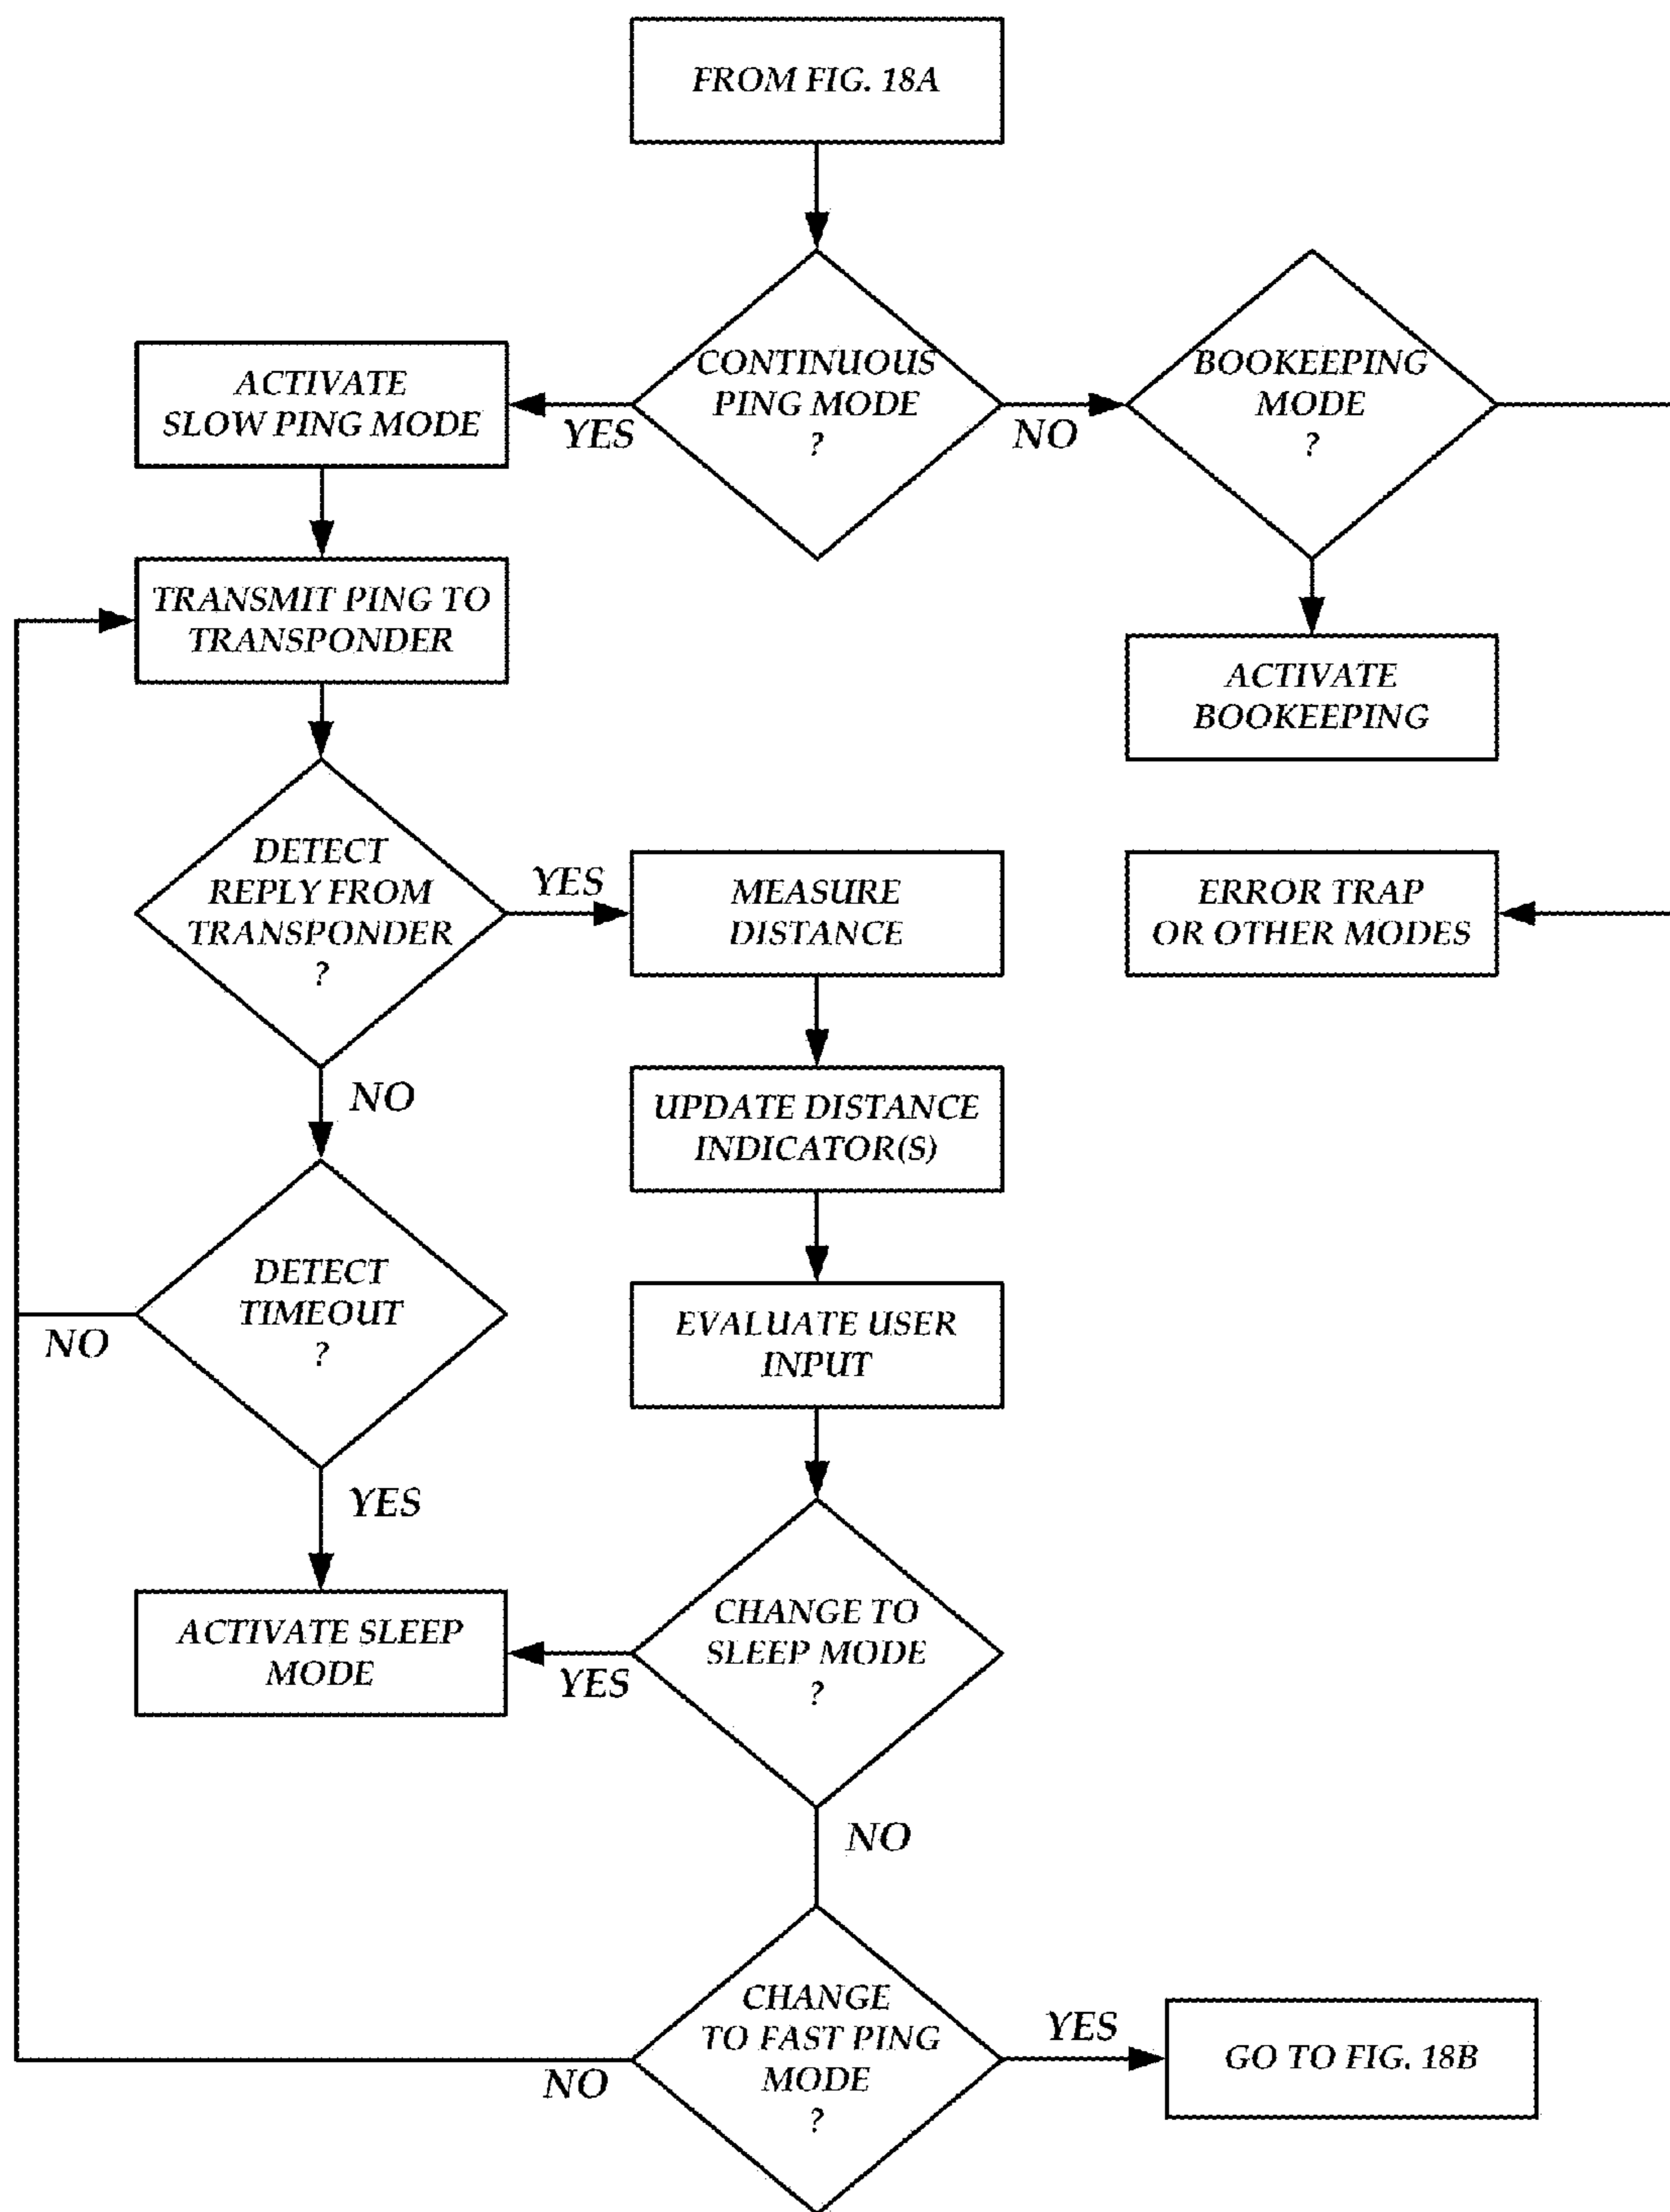 FROM FIG. 18A
CONTINUOUS
PING MODE
?
YES
NO
ACTIVATE
SLOW PING MODE
BOOKEEPING
MODE
?
TRANSMIT PING TO
TRANSPONDER
ACTIVATE
BOOKEEPING
DETECT
REPLY FROM
TRANSPONDER
?
YES
NO
MEASURE
DISTANCE
ERROR TRAP
OR OTHER MODES
UPDATE DISTANCE
INDICATOR(S)
DETECT
TIMEOUT
?
NO
YES
EVALUATE USER
INPUT
ACTIVATE SLEEP
MODE
CHANGE TO
SLEEP MODE
?
YES
NO
CHANGE
TO FAST PING
MODE
?
NO
YES
GO TO FIG. 18B